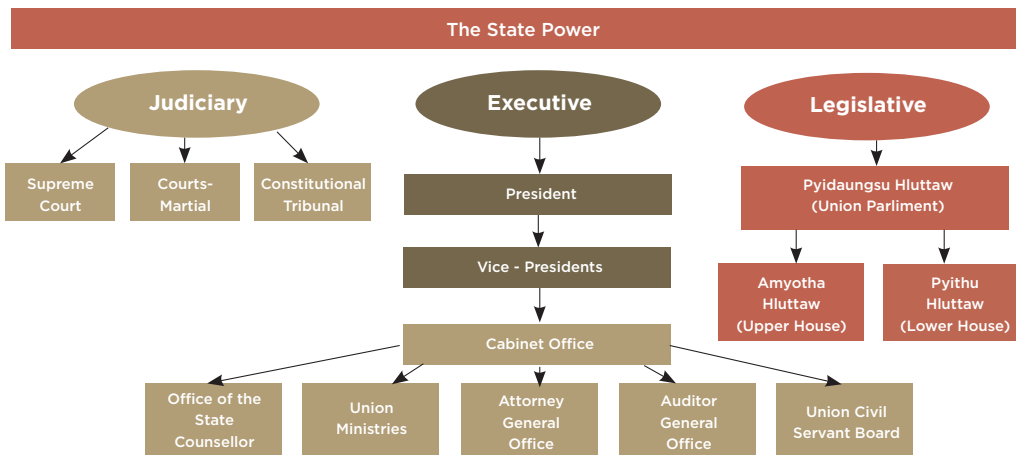 The State Power
Judiciary
Executive
Legislative
Supreme
Court
Courts-
Martial
Constitutional
Tribunal
President
Pyidaungsu Hluttaw
(Union Parliment)
Vice - Presidents
Amyotha
Hluttaw
(Upper House)
Pyithu
Hluttaw
(Lower House)
Cabinet Office
Office of the
State
Counsellor
Union
Ministries
Attorney
General
Office
Auditor
General
Office
Union Civil
Servant Board